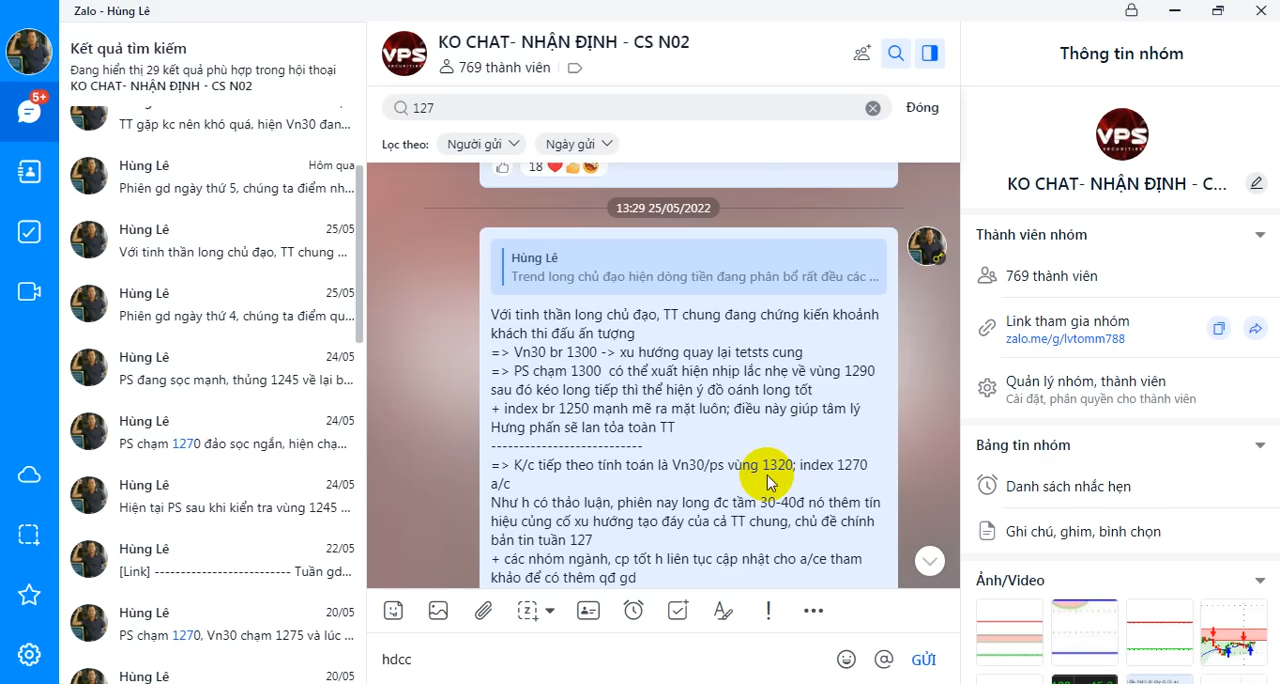 Zalo - Hùng Lê
Kết quả tìm kiếm
Đang hiển thị 29 kết quả phù hợp trong hội thoại
KO CHAT- NHẬN ĐỊNH - CS N02
5+
TT gặp kc nên khó quá, hiện Vn30 đan...
Hùng Lê
Hôm qua
Phiên gd ngày thứ 5, chúng ta điểm nh...
Hùng Lê
25/05
Với tinh thần long chủ đạo, TT chung ...
Hùng Lê
25/05
Phiên gd ngày thứ 4, chúng ta điểm qu...
Hùng Lê
24/05
PS đang sọc mạnh, thủng 1245 về lại b...
Hùng Lê
24/05
PS chạm 1270 đảo sọc ngắn, hiện chạ...
Hùng Lê
24/05
Hiện tại PS sau khi kiển tra vùng 1245 ...
Hùng Lê
22/05
[Link] -------------------------- Tuần gd...
Hùng Lê
20/05
PS chạm 1270, Vn30 chạm 1275 và lúc ...
Hùng Lê
20/05
VPS
SECURITIES
KO CHAT- NHẬN ĐỊNH - CS N02
769 thành viên
127
Đóng
Lọc theo:
Người gửi
Ngày gửi
18
13:29 25/05/2022
Hùng Lê
Trend long chủ đạo hiện dòng tiền đang phân bổ rất đều các ...
Với tinh thần long chủ đạo, TT chung đang chứng kiến khoảnh
khách thi đấu ấn tượng
=> Vn30 br 1300 -> xu hướng quay lại tetsts cung
=> PS chạm 1300 có thể xuất hiện nhịp lắc nhẹ về vùng 1290
sau đó kéo long tiếp thì thể hiện ý đồ oánh long tốt
+ index br 1250 mạnh mẽ ra mặt luôn; điều này giúp tâm lý
Hưng phấn sẽ lan tỏa toàn TT
---------------------------
=> K/c tiếp theo tính toán là Vn30/ps vùng 1320; index 1270
a/c
Như h có thảo luận, phiên nay long đc tầm 30-40đ nó thêm tín
hiệu củng cố xu hướng tạo đáy của cả TT chung, chủ đề chính
bản tin tuần 127
+ các nhóm ngành, cp tốt h liên tục cập nhật cho a/ce tham
khảo để có thêm qđ gd
hdcc
GỬI
Thông tin nhóm
VPS
SECURITIES
KO CHAT- NHẬN ĐỊNH - C...
Thành viên nhóm
769 thành viên
Link tham gia nhóm
zalo.me/g/lvtomm788
Quản lý nhóm, thành viên
Cài đặt, phân quyền cho thành viên
Bảng tin nhóm
Danh sách nhắc hẹn
Ghi chú, ghim, bình chọn
Ảnh/Video